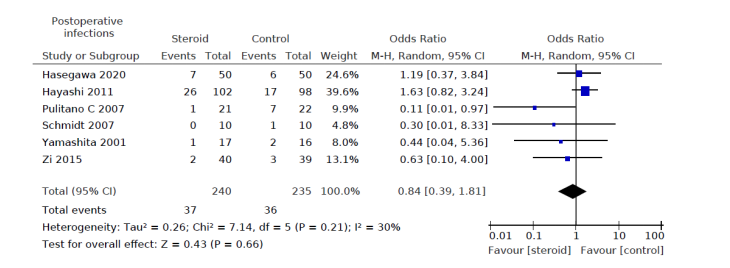 Postoperative
infections
Steroid Control Odds Ratio Odds Ratio
Study or Subgroup Events Total Events Total Weight M-H, Random, 95% CI M-H, Random, 95% CI
Hasegawa 2020 7 50 6 50 24.6% 1.19 [0.37, 3.84]
Hayashi 2011 26 102 17 98 39.6% 1.63 [0.82, 3.24]
Pulitano C 2007 1 21 7 22 9.9% 0.11 [0.01, 0.97]
Schmidt 2007 0 10 1 10 4.8% 0.30 [0.01, 8.33]
Yamashita 2001 1 17 2 16 8.0% 0.44 [0.04, 5.36]
Zi 2015 2 40 3 39 13.1% 0.63 [0.10, 4.00]
Total (95% CI) 240 235 100.0% 0.84 [0.39, 1.81]
Total events 37 36
Heterogeneity: Tau² = 0.26; Chi² = 7.14, df = 5 (P = 0.21); I² = 30%
Test for overall effect: Z = 0.43 (P = 0.66)
0.01 0.1 1 10 100
Favour [steroid] Favour [control]